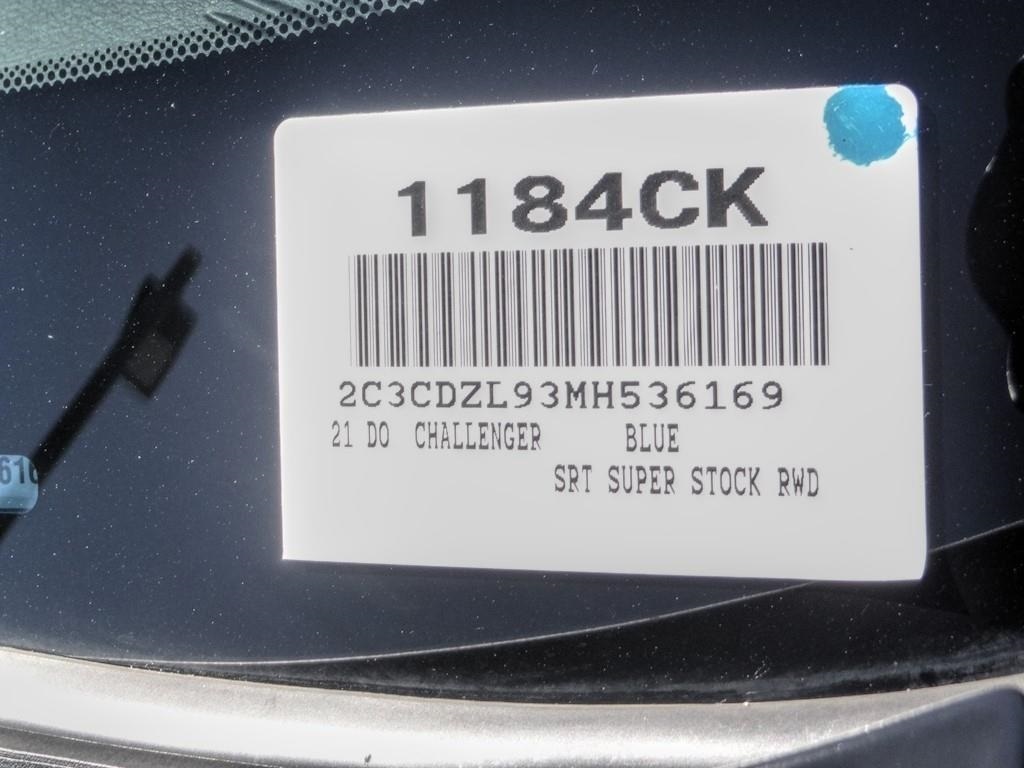 1184CK
2C3CDZL93MH536169
21 DO CHALLENGER BLUE
SRT SUPER STOCK RWD